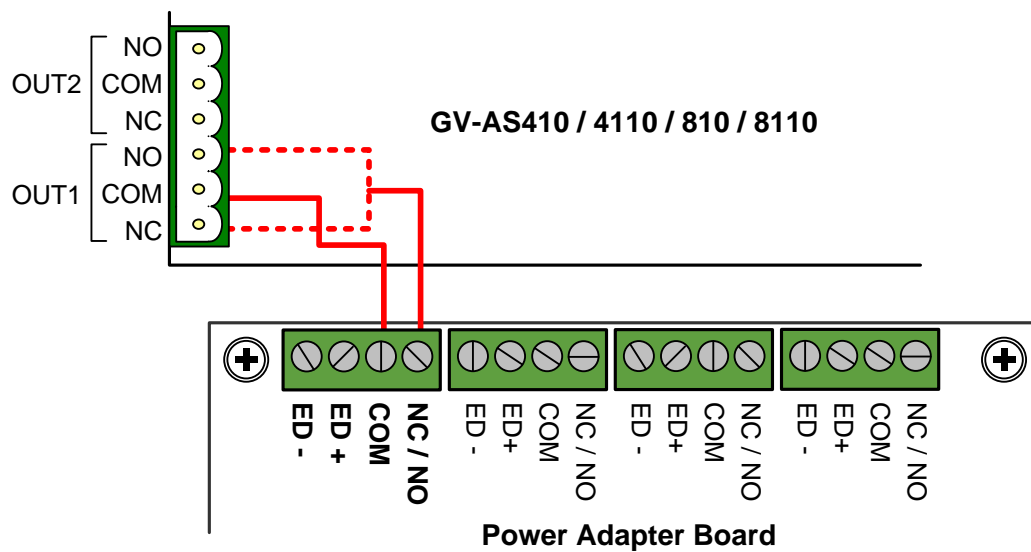 NO
OUT2 COM
NC
NO
OUT1 COM
NC
GV-AS410 / 4110 / 810 / 8110
ED -
ED +
COM
NC / NO
ED -
ED+
COM
NC / NO
ED -
ED+
COM
NC / NO
ED -
ED+
COM
NC / NO
Power Adapter Board